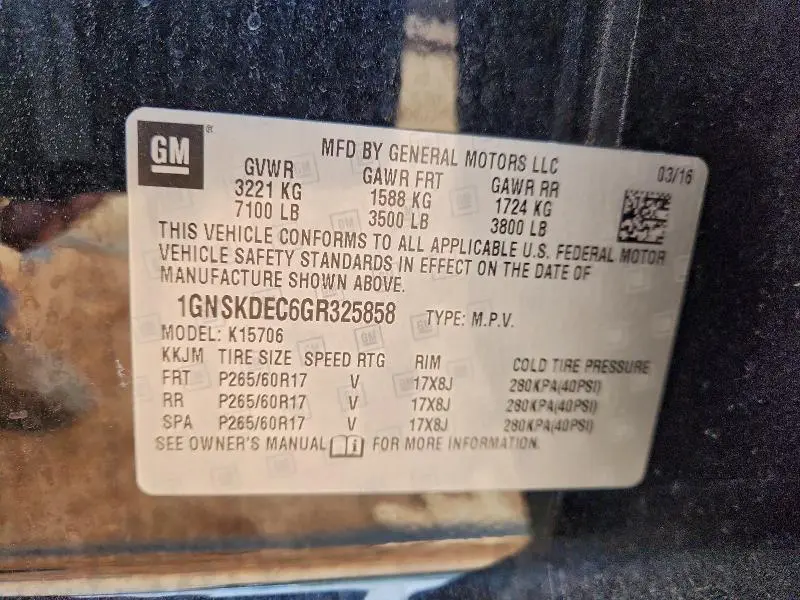 GM®
MFD BY GENERAL MOTORS LLC 03/16
GVWR GAWR FRT GAWR RR
3221 KG 1588 KG 1724 KG
7100 LB 3500 LB 3800 LB
THIS VEHICLE CONFORMS TO ALL APPLICABLE U.S. FEDERAL MOTOR
VEHICLE SAFETY STANDARDS IN EFFECT ON THE DATE OF
MANUFACTURE SHOWN ABOVE.
1GNSKDEC6GR325858 TYPE: M.P.V.
MODEL: K15706
KKJM TIRE SIZE SPEED RTG RIM COLD TIRE PRESSURE
FRT P265/60R17 V 17X8J 280KPA(40PSI)
RR P265/60R17 V 17X8J 280KPA(40PSI)
SPA P265/60R17 V 17X8J 280KPA(40PSI)
SEE OWNER'S MANUAL i FOR MORE INFORMATION.